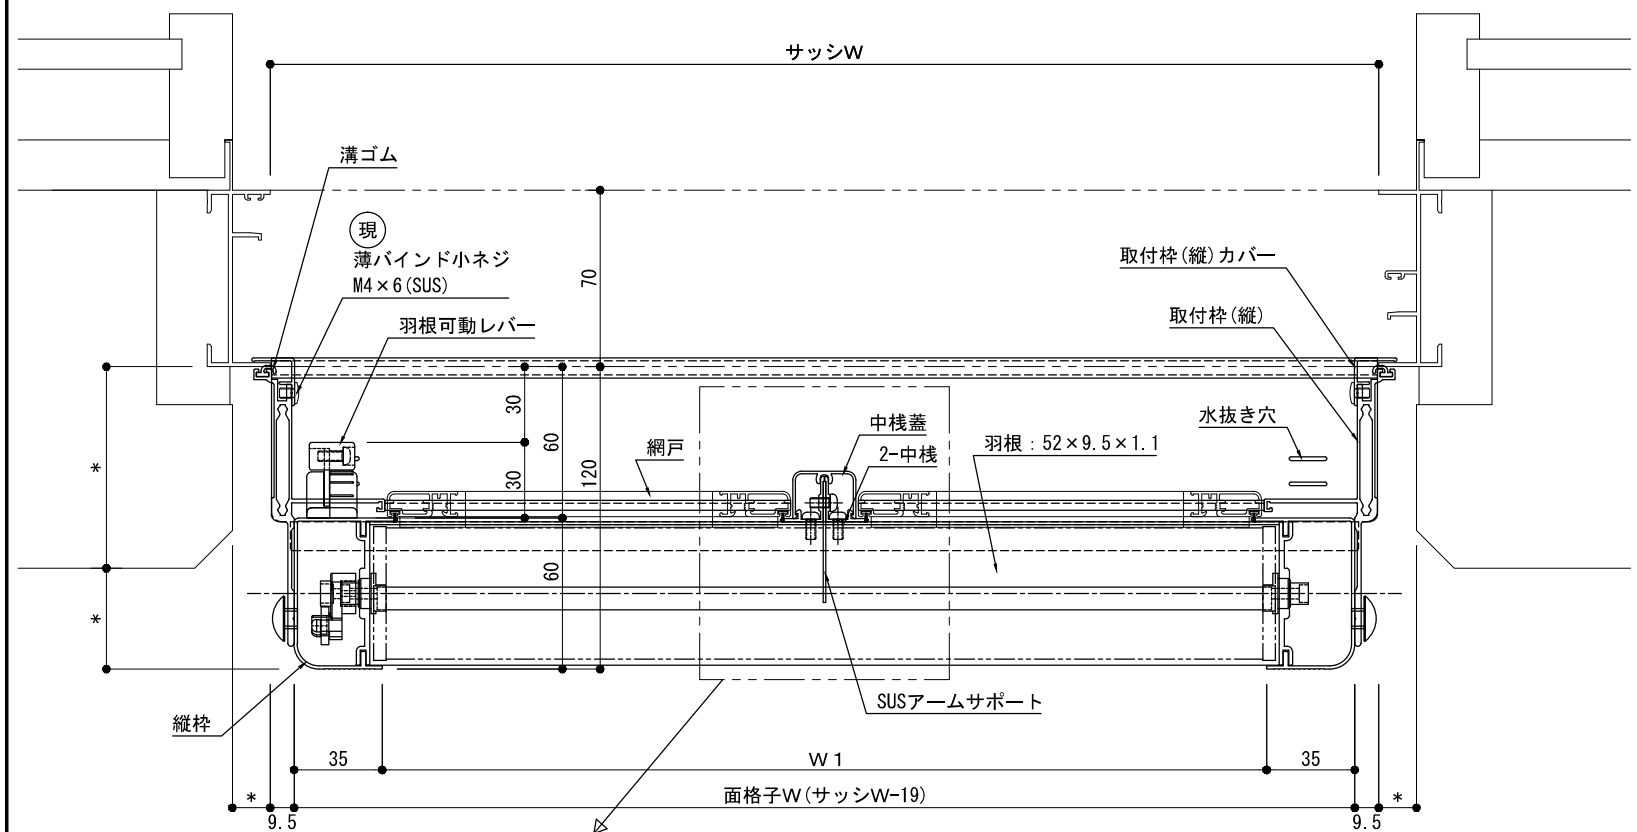 サッシW
溝ゴム
現
薄バインド小ネジ
M4×6(SUS)
羽根可動レバー
70
取付枠(縦)カバー
取付枠(縦)
30
60
30
120
網戸
中桟蓋
2-中桟
羽根：52×9.5×1.1
水抜き穴
*
60
*
SUSアームサポート
縦枠
35
W1
35
*
面格子W(サッシW-19)
*
9.5
9.5